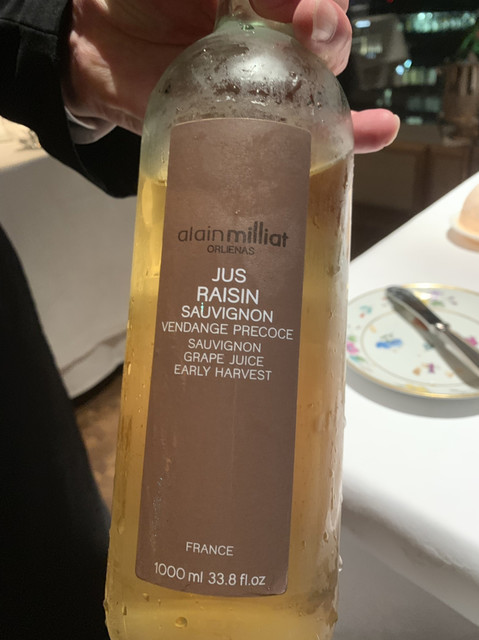 alain milliat
ORLIENAS
JUS
RAISIN
SAUVIGNON
VENDANGE PRECOCE
SAUVIGNON
GRAPE JUICE
EARLY HARVEST
FRANCE
1000 ml 33.8 fl.oz